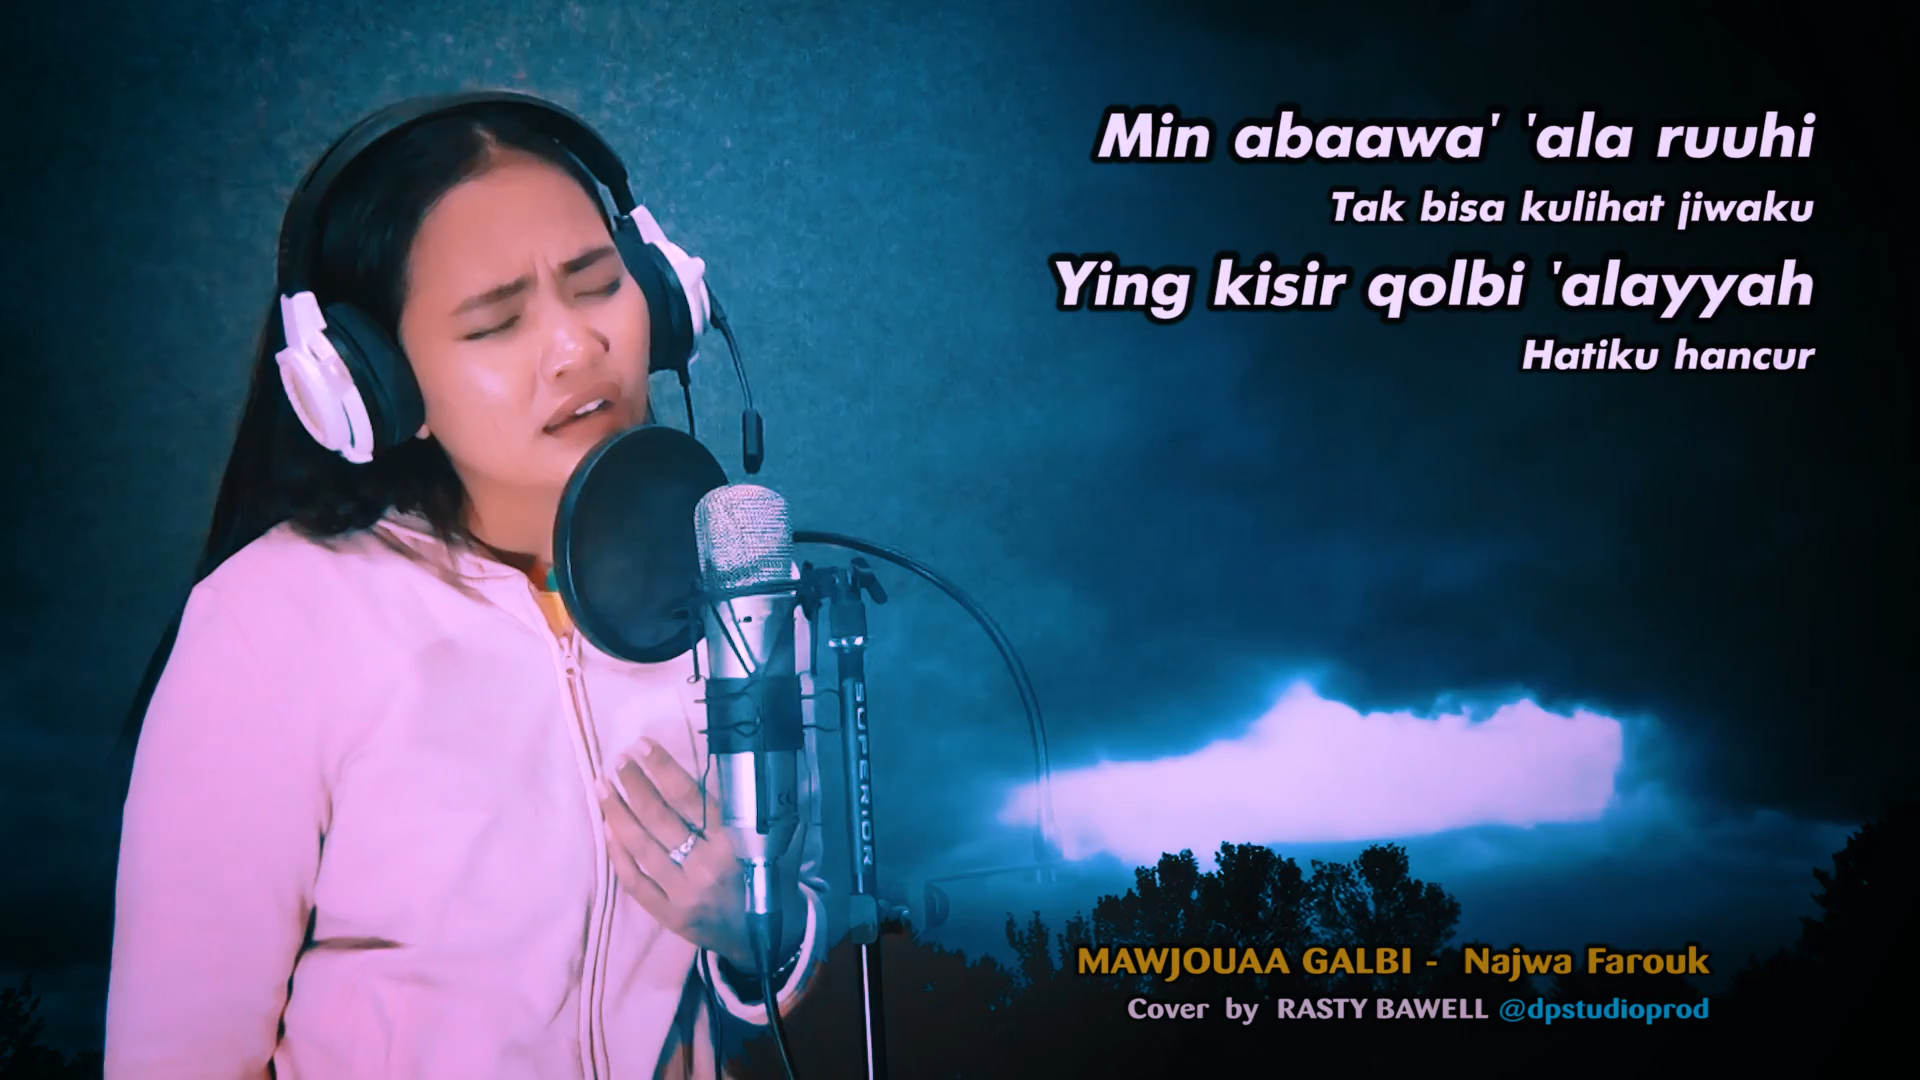 Min abaawa' 'ala ruuhi
Tak bisa kulihat jiwaku
Ying kisir qolbi 'alayyah
Hatiku hancur
SUPERIOR
MAWJOUAA GALBI - Najwa Farouk
Cover by RASTY BAWELL @dpstudioprod